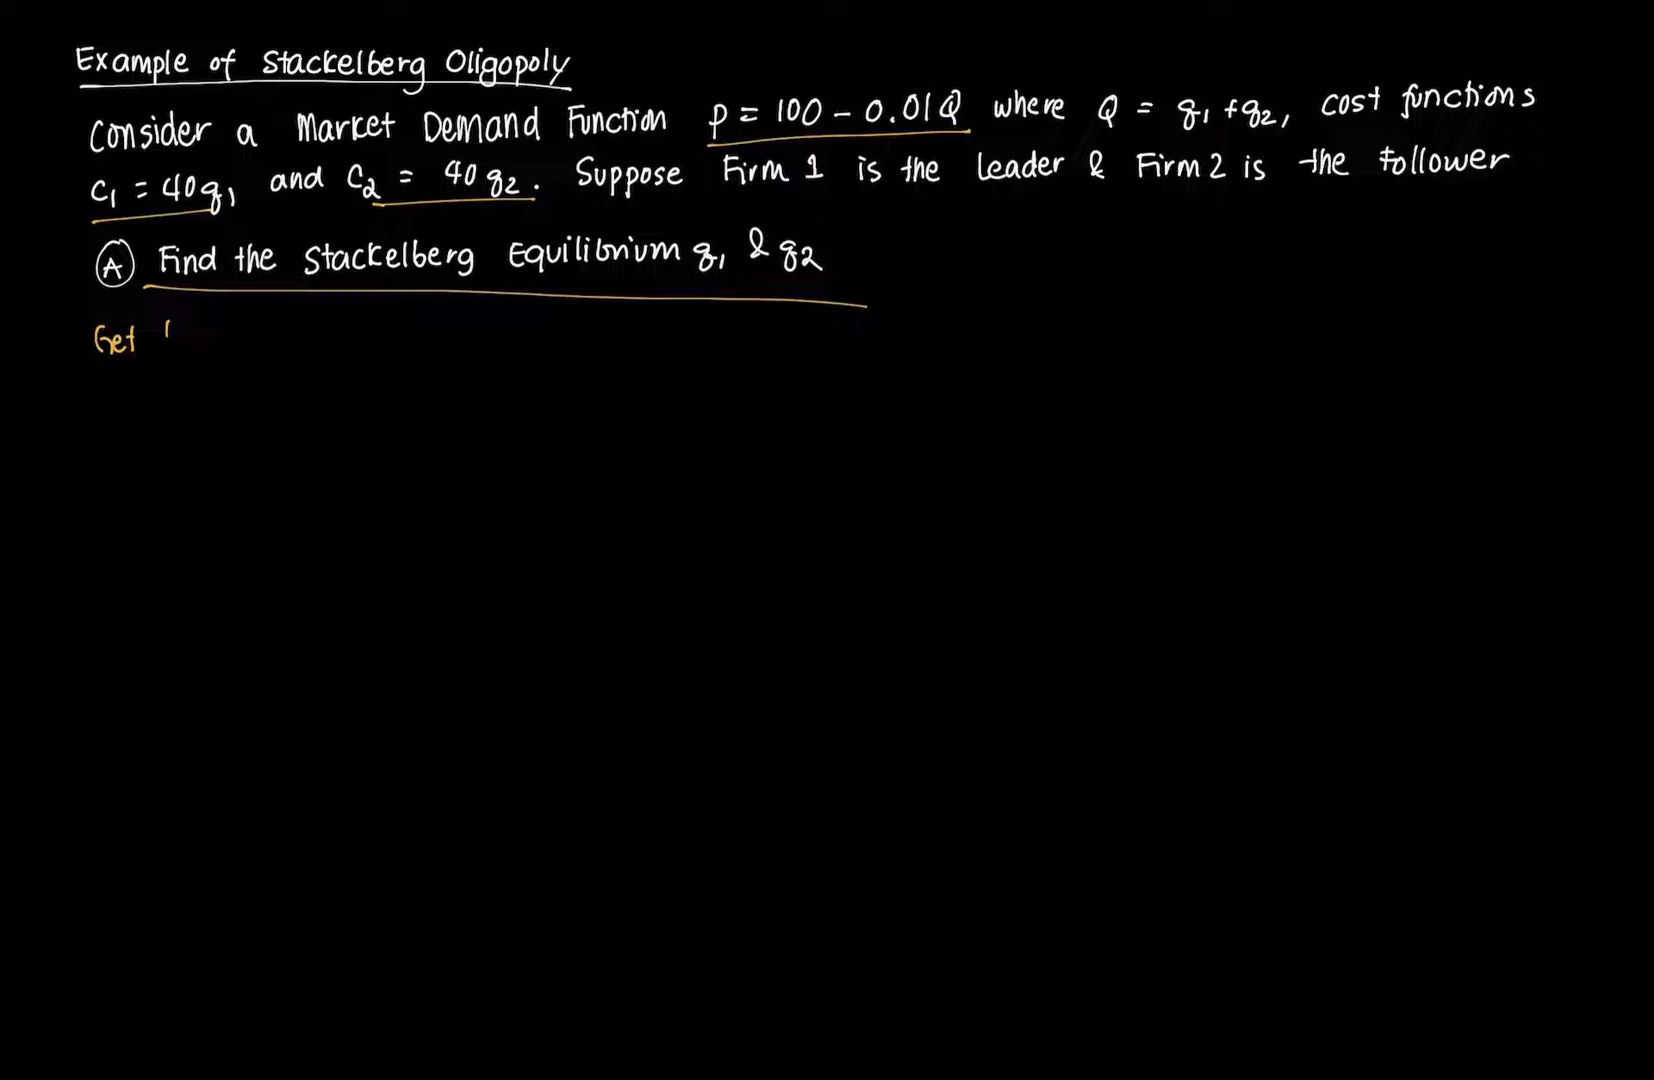 Example of Stackelberg Oligopoly
Consider a Market Demand Function p = 100 - 0.01Q where Q = q₁ + q₂, cost functions
C₁ = 40q₁ and C₂ = 40q₂. Suppose Firm 1 is the leader & Firm 2 is the follower
Ⓐ Find the Stackelberg Equilibrium q₁ & q₂
Get